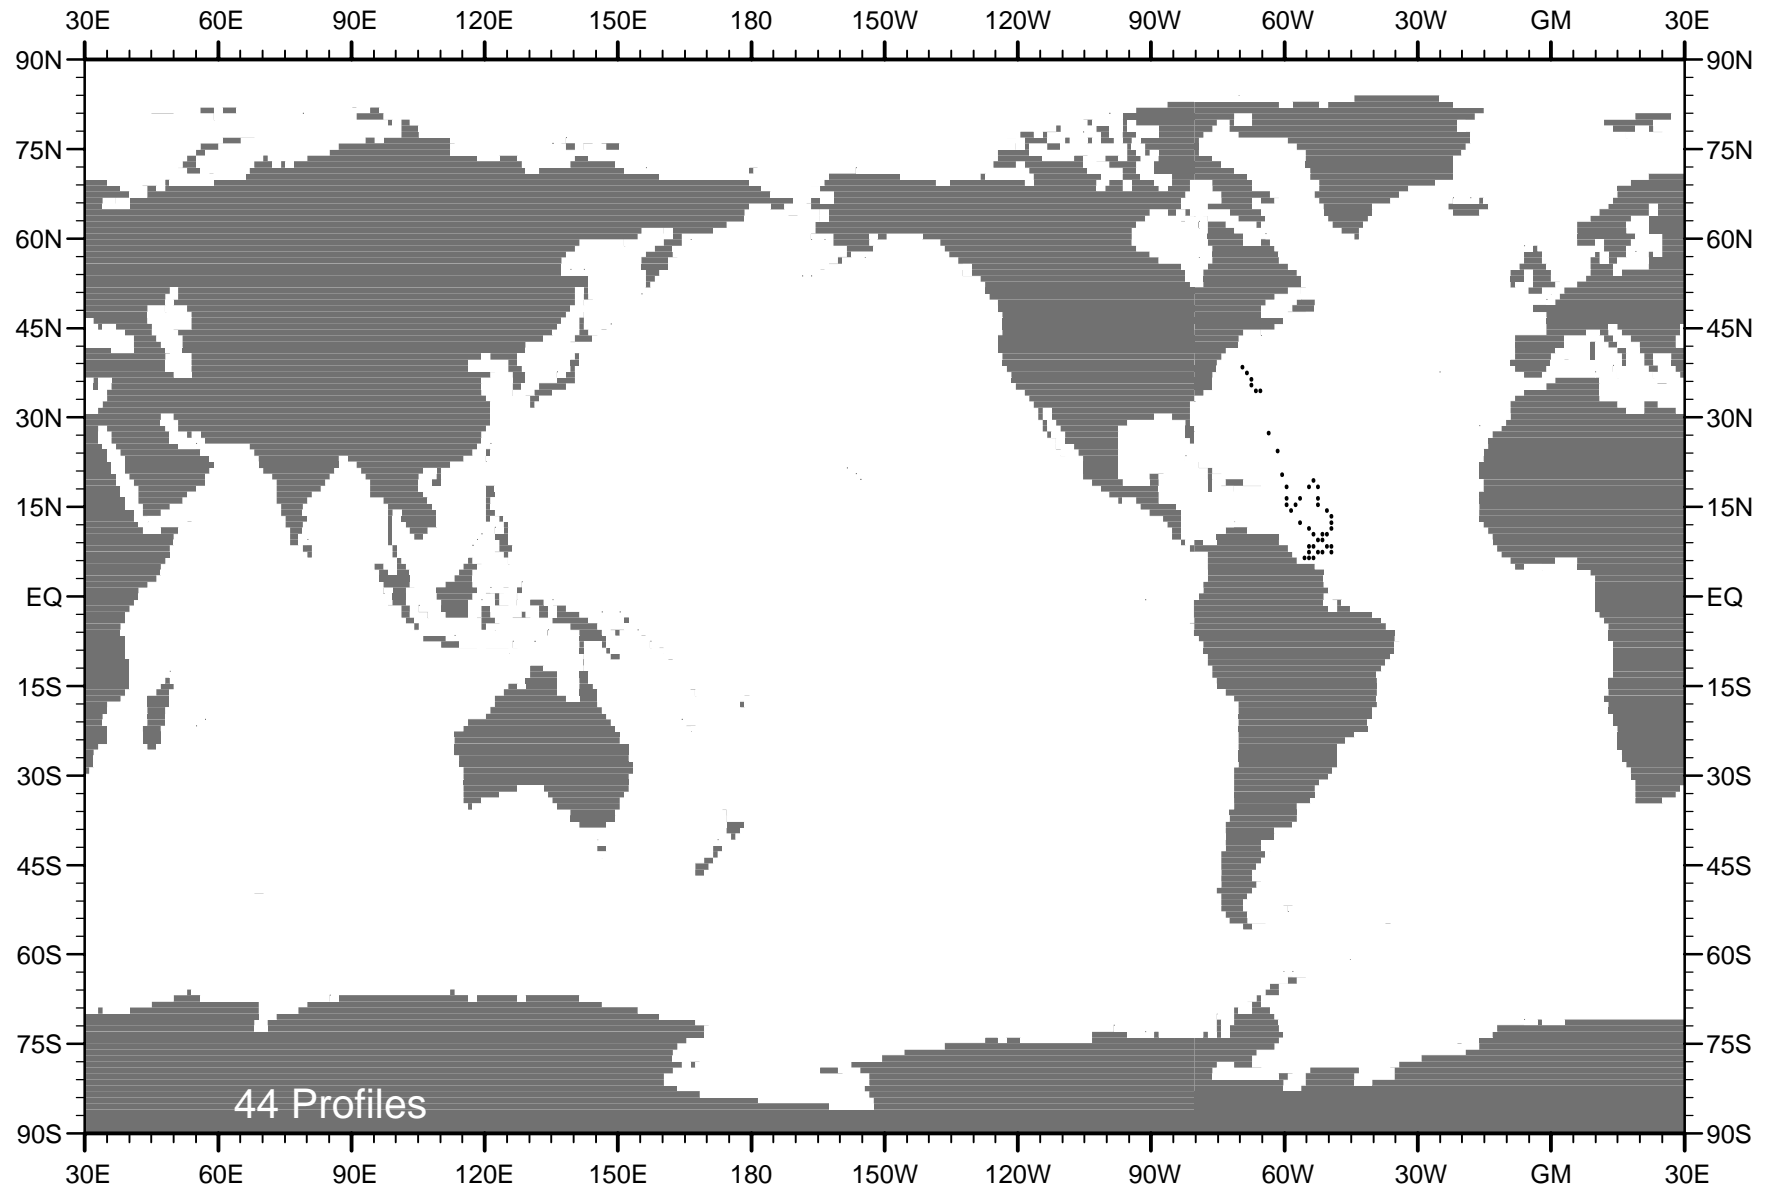 30E 60E 90E 120E 150E 180 150W 120W 90W 60W 30W GM 30E
90N 90N
75N 75N
60N 60N
45N 45N
30N 30N
15N 15N
EQ EQ
15S 15S
30S 30S
45S 45S
60S 60S
75S 75S
44 Profiles
90S 90S
30E 60E 90E 120E 150E 180 150W 120W 90W 60W 30W GM 30E